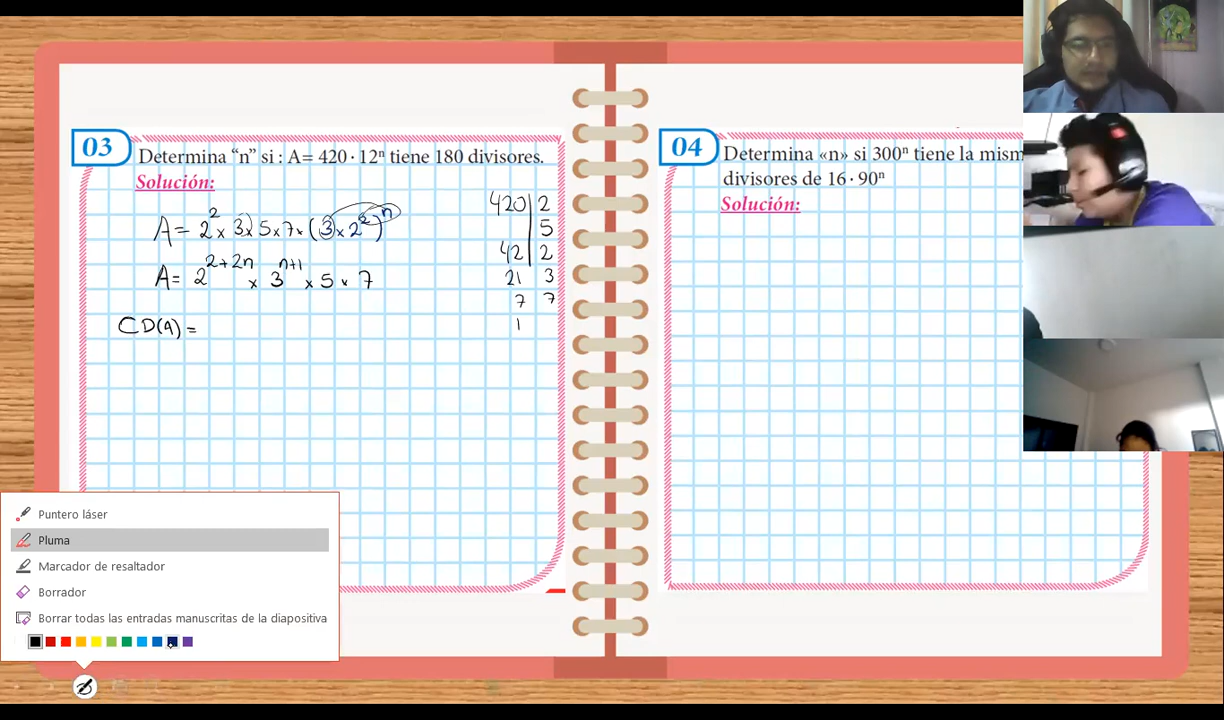 03
Determina “n” si : A= 420 · 12ⁿ tiene 180 divisores.
Solución:
A = 2² × 3 × 5 × 7 × (3 × 2²)ⁿ
A = 2²⁺²ⁿ × 3ⁿ⁺¹ × 5 × 7
CD(A) =
420 | 2
5
42 | 2
21 3
7 7
1
04
Determina «n» si 300ⁿ tiene la mism
divisores de 16 · 90ⁿ
Solución:
Puntero láser
Pluma
Marcador de resaltador
Borrador
Borrar todas las entradas manuscritas de la diapositiva